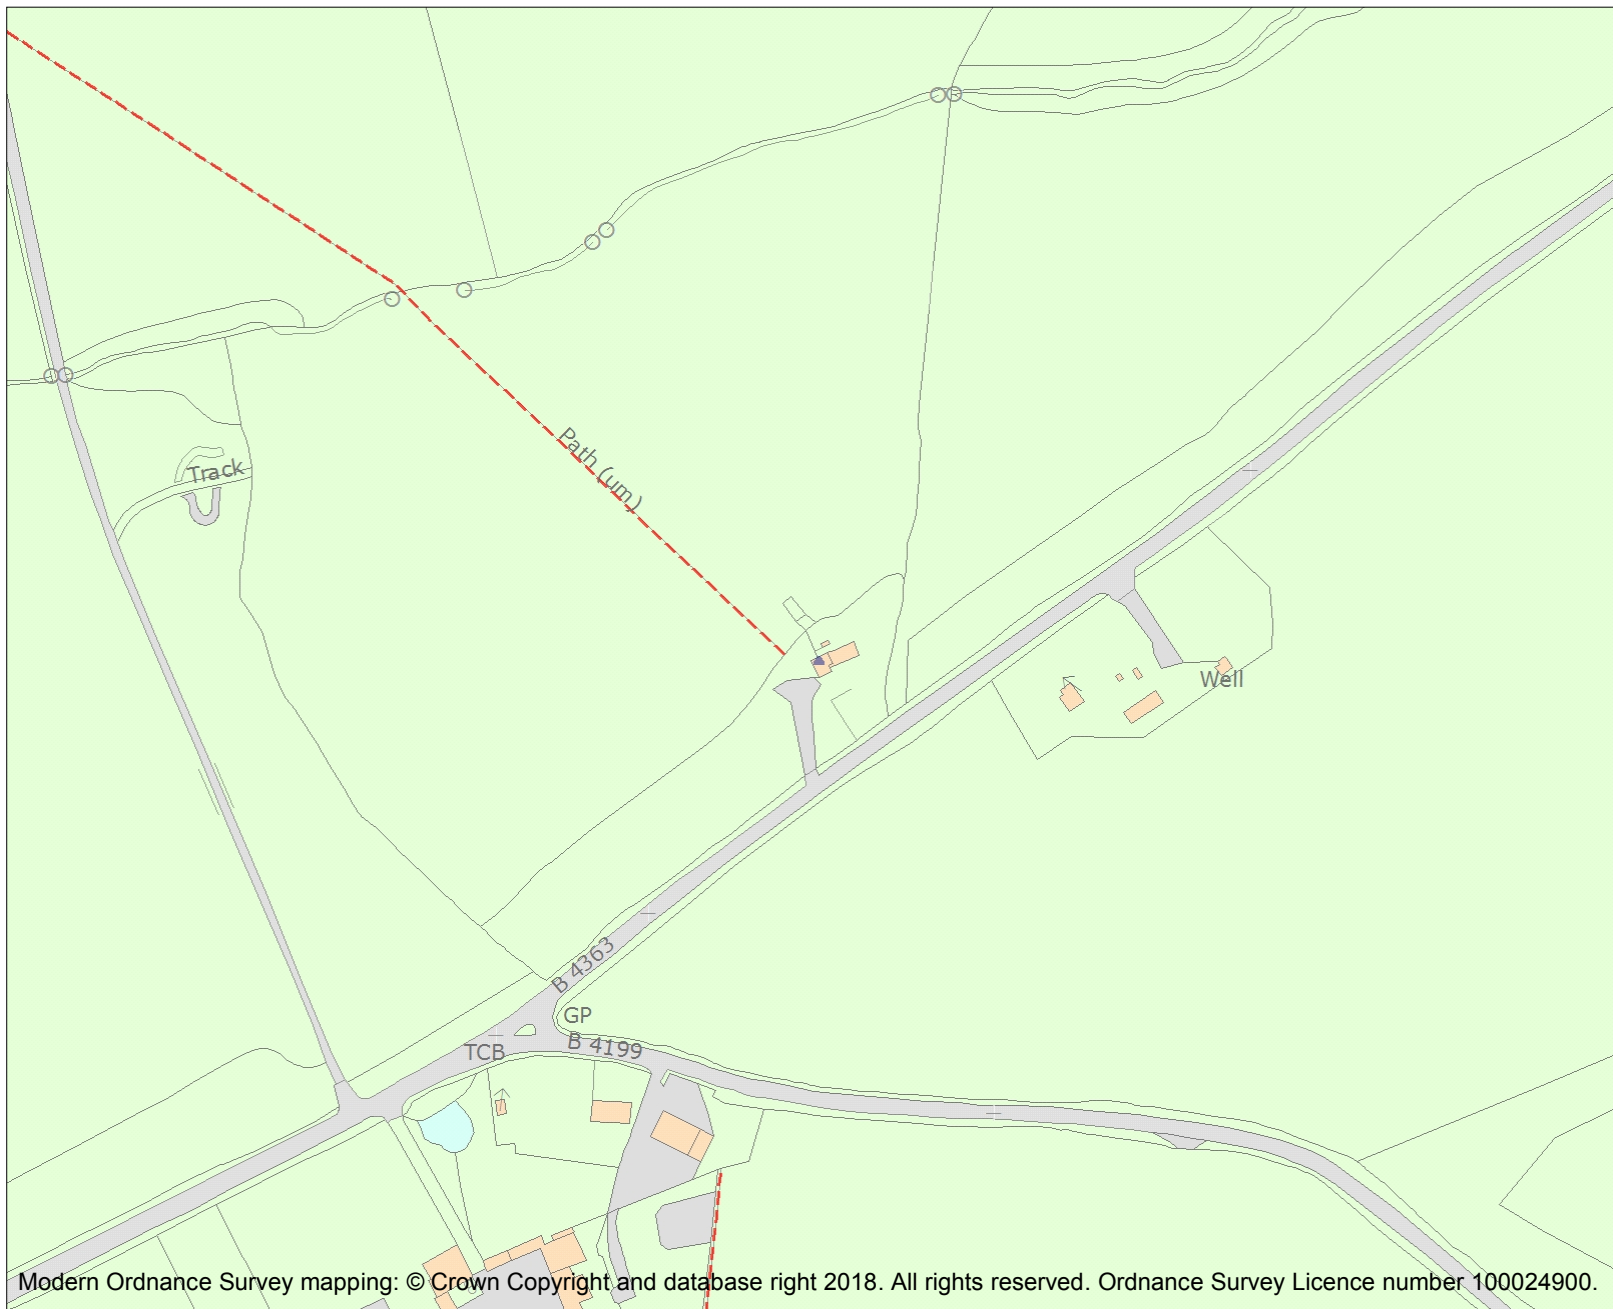 Track
Path (um)
Well
B 4363
GP
TCB
B 4199
Modern Ordnance Survey mapping: © Crown Copyright and database right 2018. All rights reserved. Ordnance Survey Licence number 100024900.